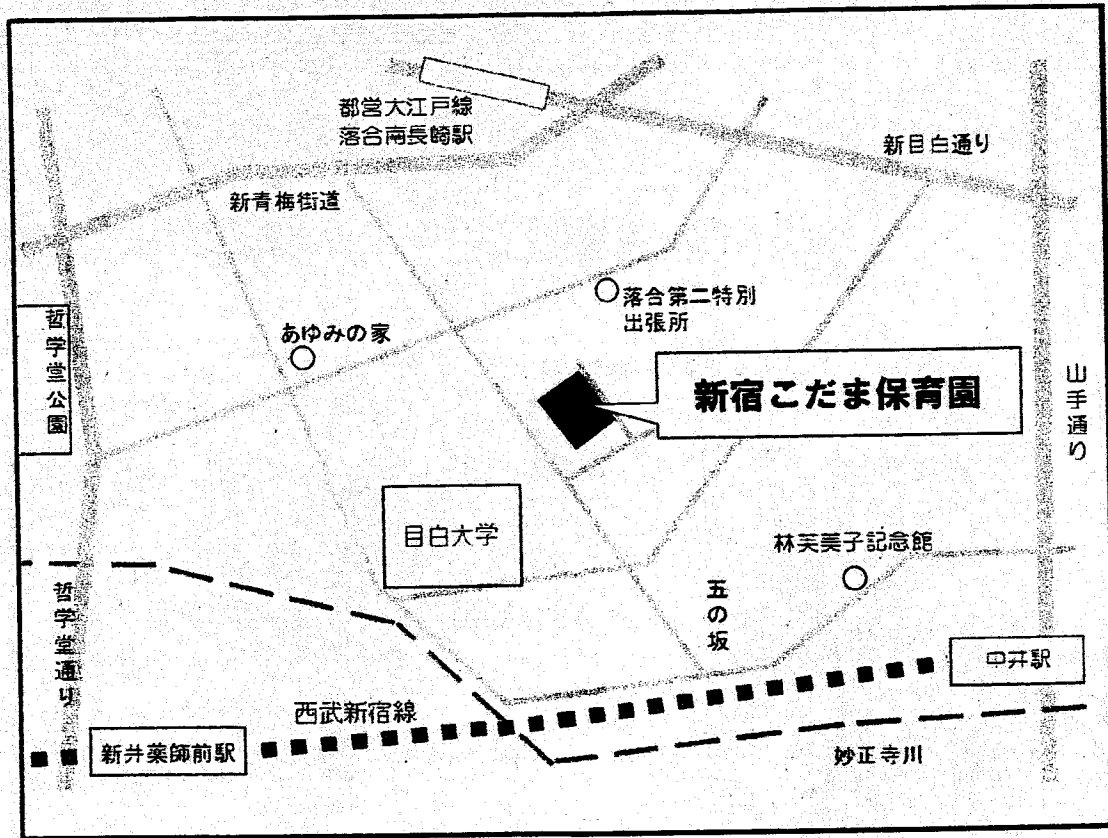 都営大江戸線
落合南長崎駅
新目白通り
新青梅街道
落合第二特別
出張所
あゆみの家
哲学堂公園
新宿こだま保育園
山手通り
目白大学
林芙美子記念館
五の坂
哲学堂通り
中井駅
西武新宿線
新井薬師前駅
妙正寺川